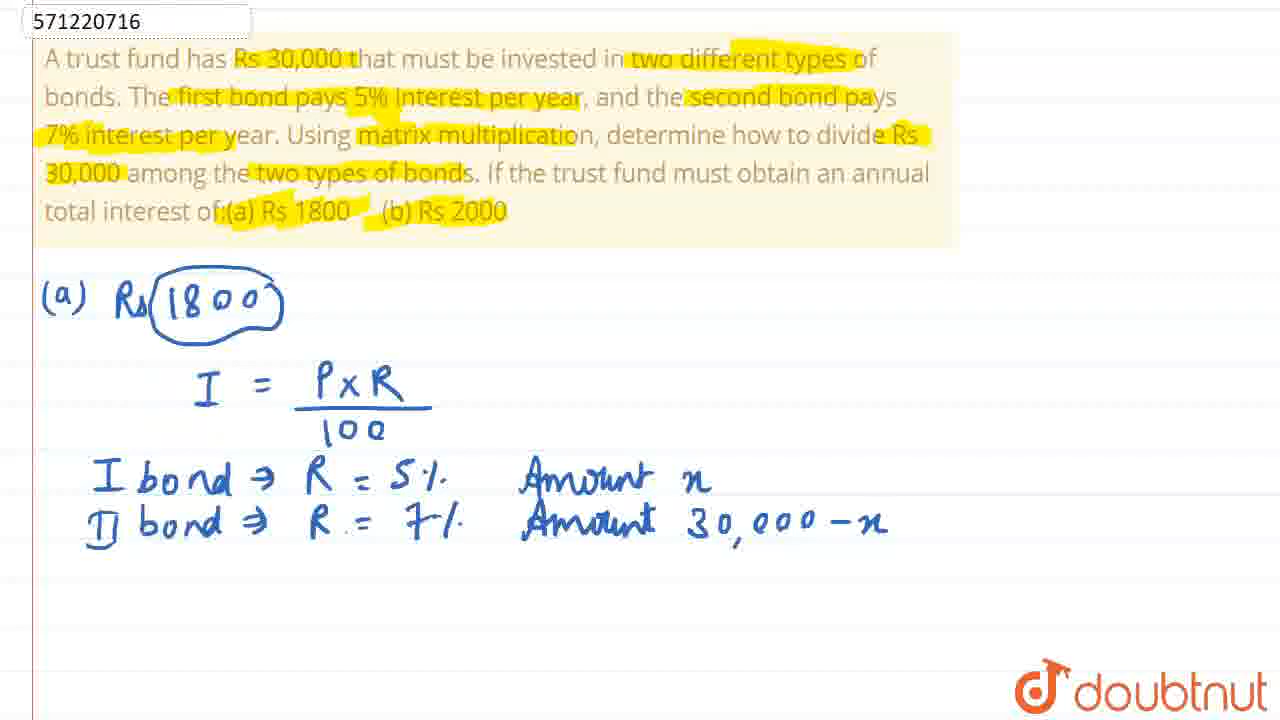 571220716
A trust fund has Rs 30,000 that must be invested in two different types of
bonds. The first bond pays 5% interest per year, and the second bond pays
7% interest per year. Using matrix multiplication, determine how to divide Rs
30,000 among the two types of bonds. If the trust fund must obtain an annual
total interest of:(a) Rs 1800 (b) Rs 2000
(a) Rs 1800
I = P x R
100
I bond ⇒ R = 5% Amount x
II bond ⇒ R = 7% Amount 30,000 - x
doubtnut